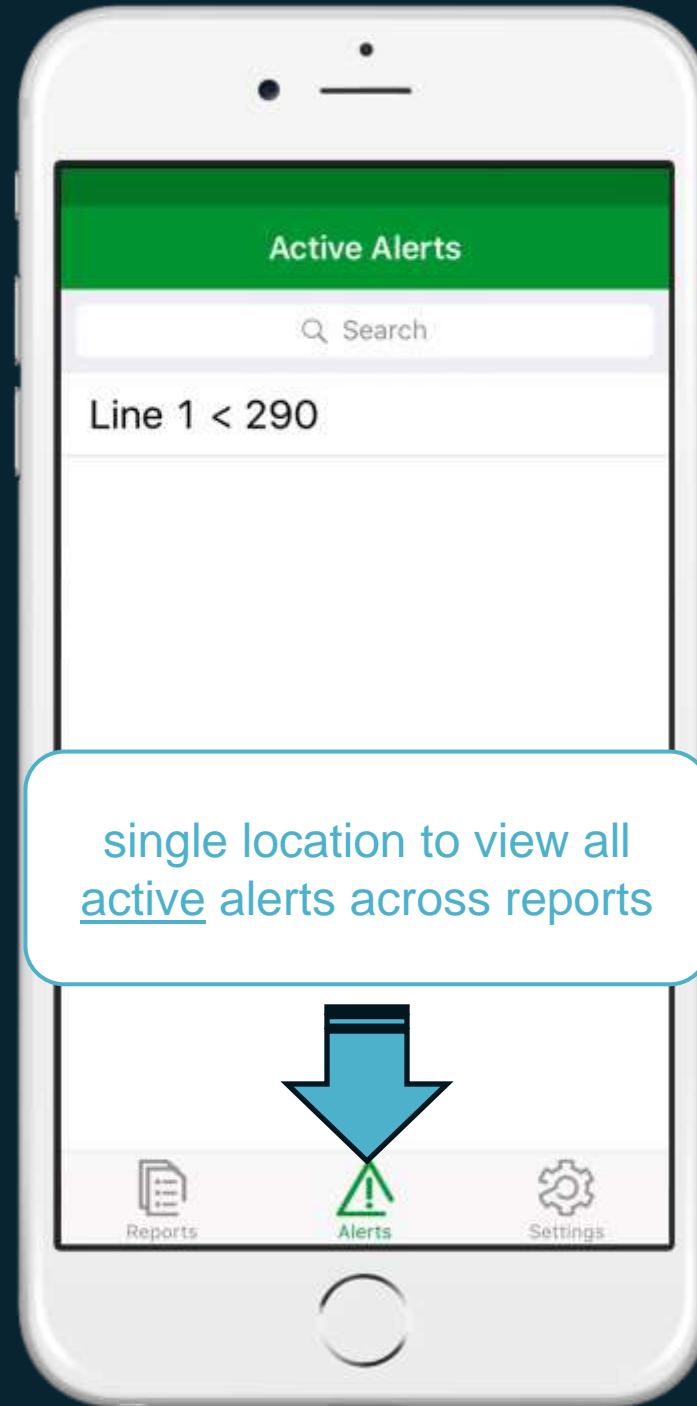 Active Alerts
Search
Line 1 < 290
single location to view all
active alerts across reports
Reports
Alerts
Settings